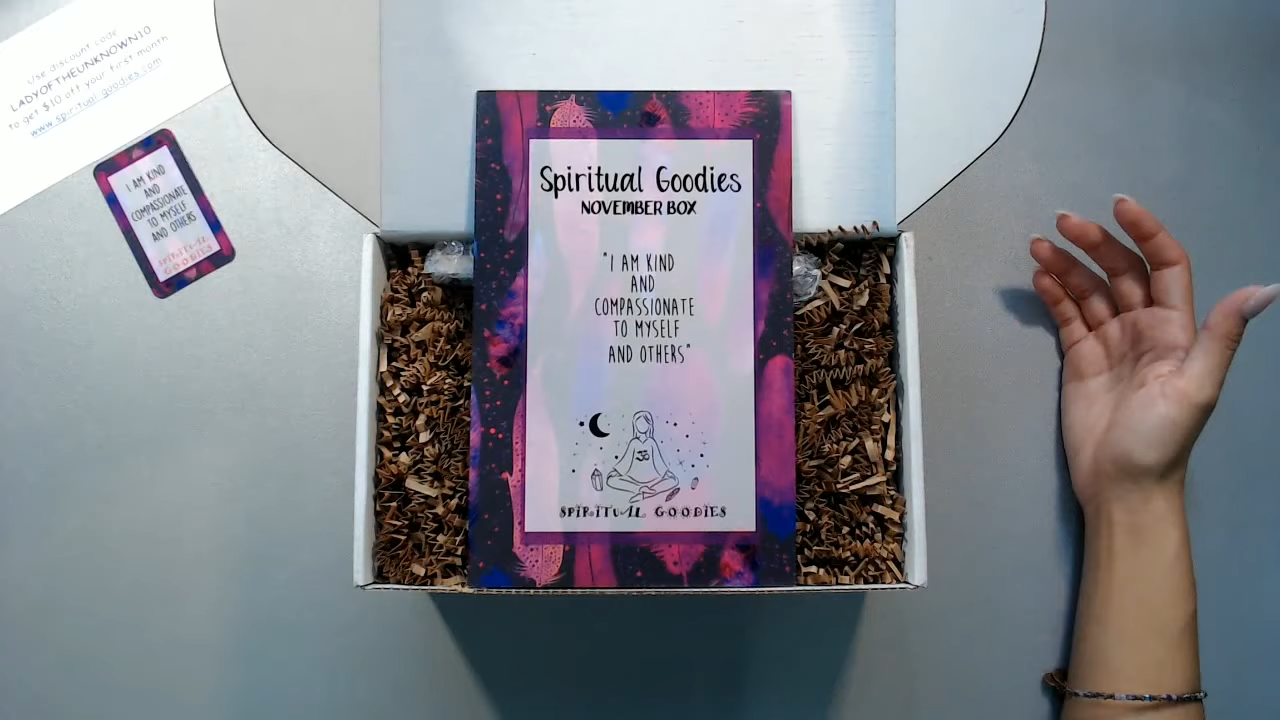 Use discount code
LADYOFTHEUNKNOWN10
to get $10 off your first month
www.spiritual-goodies.com
I AM KIND
AND
COMPASSIONATE
TO MYSELF
AND OTHERS
SPIRITUAL
GOODIES
Spiritual Goodies
NOVEMBER BOX
"I AM KIND
AND
COMPASSIONATE
TO MYSELF
AND OTHERS"
SPIRITUAL GOODIES